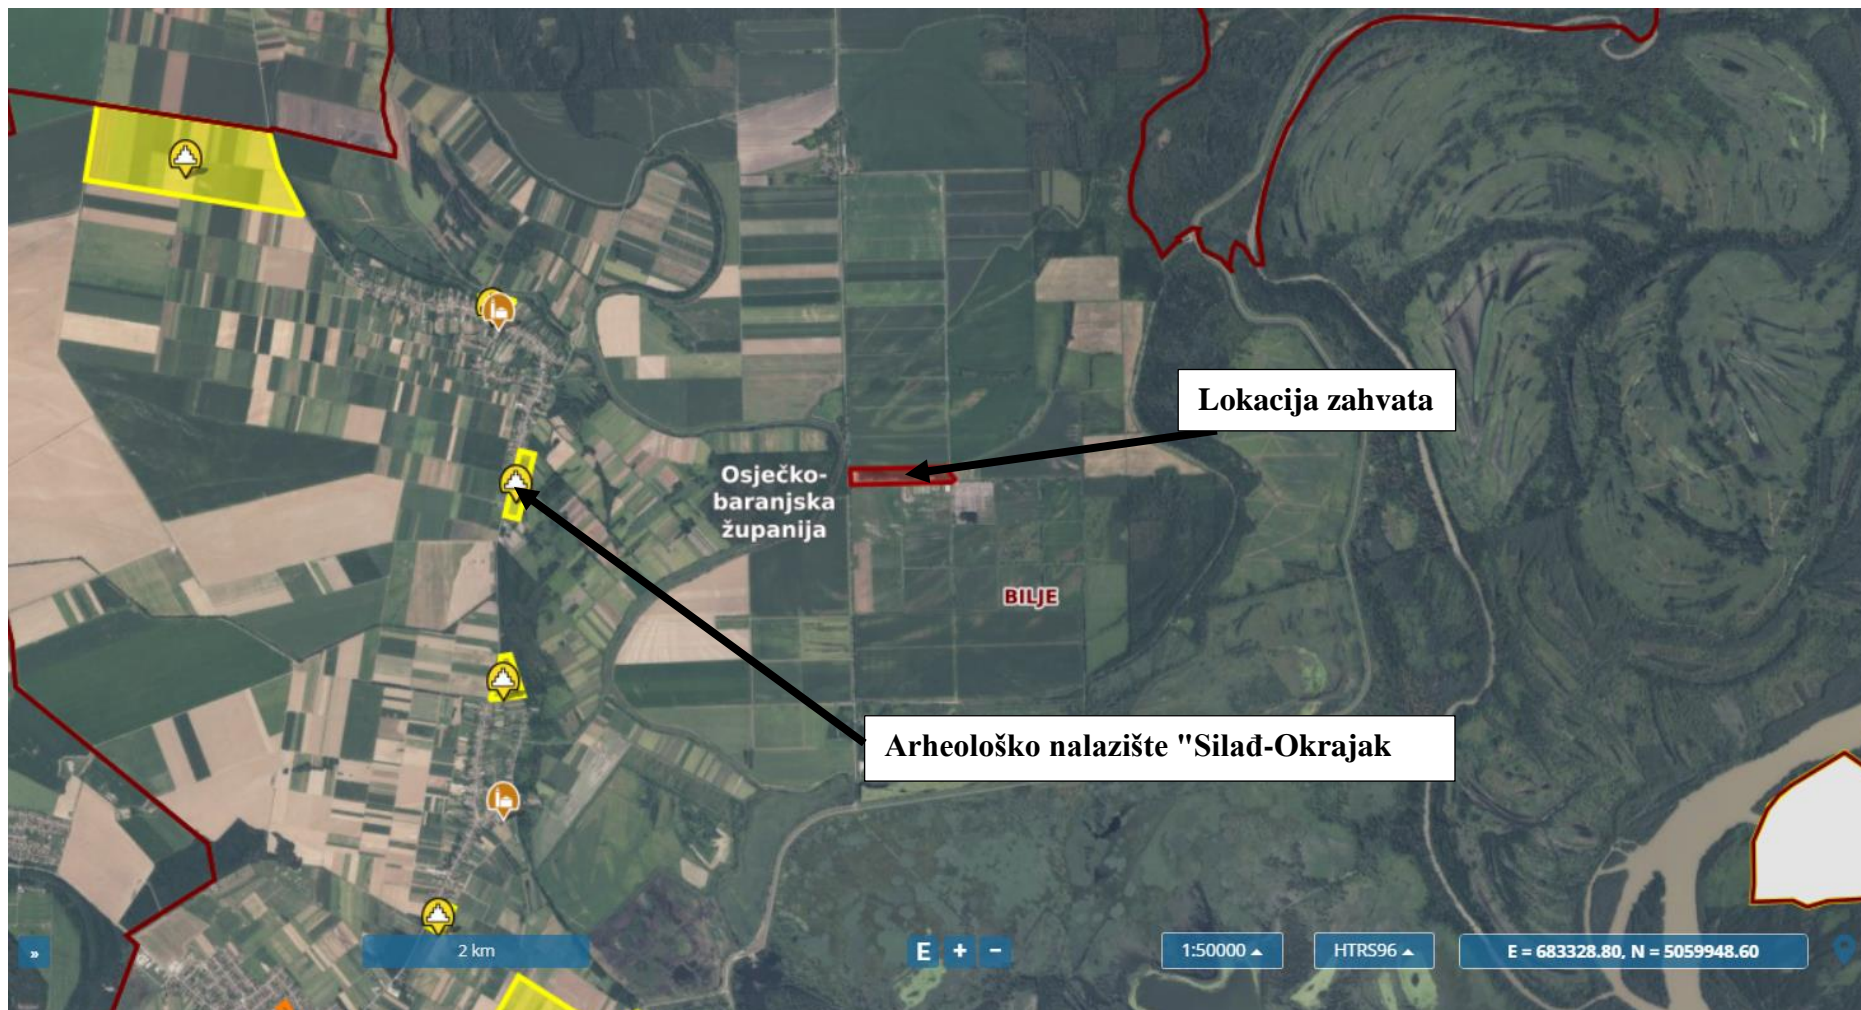 Lokacija zahvata
Osječko-
baranjska
županija
BILJE
Arheološko nalazište "Silađ-Okrajak
»
2 km
E + −
1:50000
HTRS96
E = 683328.80, N = 5059948.60